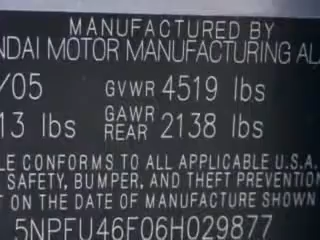 MANUFACTURED BY
NDAI MOTOR MANUFACTURING AL
/05 GVWR 4519 lbs
13 lbs GAWR REAR 2138 lbs
LE CONFORMS TO ALL APPLICABLE U.S.A.
SAFETY, BUMPER, AND THEFT PREVENTION
T ON THE DATE OF MANUFACTURE SHOWN
5NPFU46F06H029877